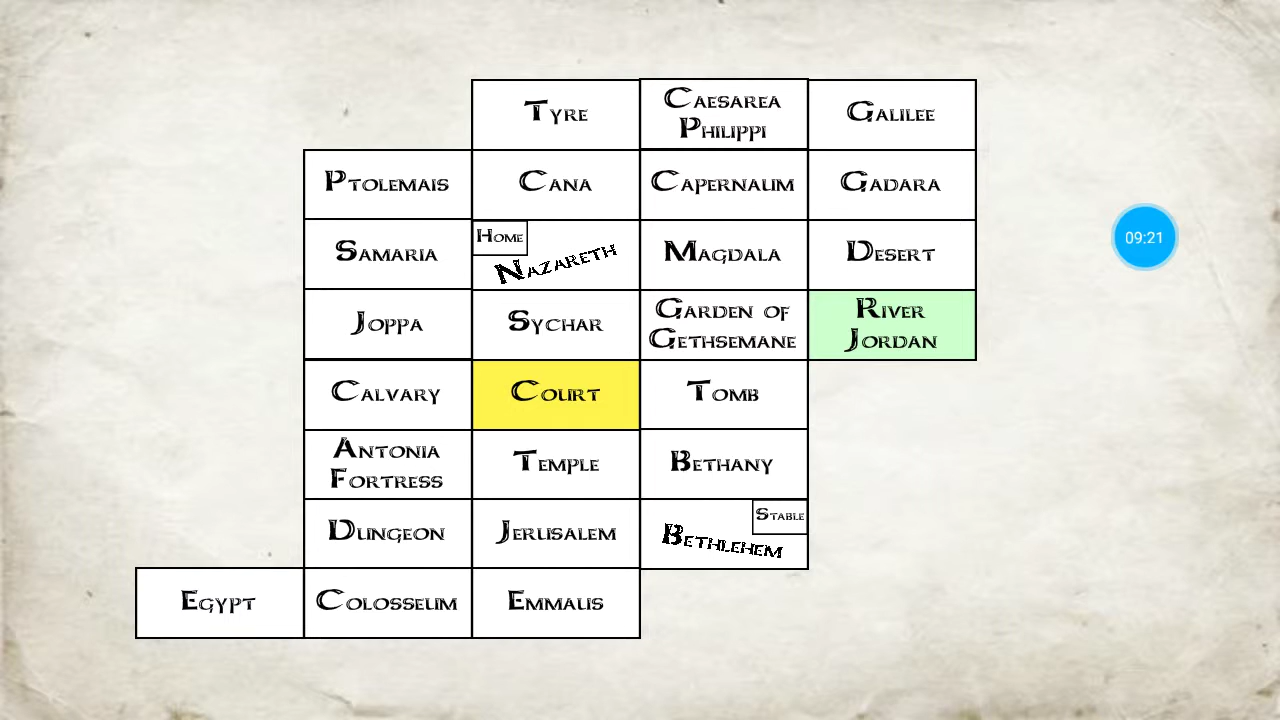 Tyre
Caesarea
Philippi
Galilee
Ptolemais
Cana
Capernaum
Gadara
Samaria
Home
Nazareth
Magdala
Desert
09:21
Joppa
Sychar
Garden of
Gethsemane
River
Jordan
Calvary
Court
Tomb
Antonia
Fortress
Temple
Bethany
Dungeon
Jerusalem
Stable
Bethlehem
Egypt
Colosseum
Emmaus